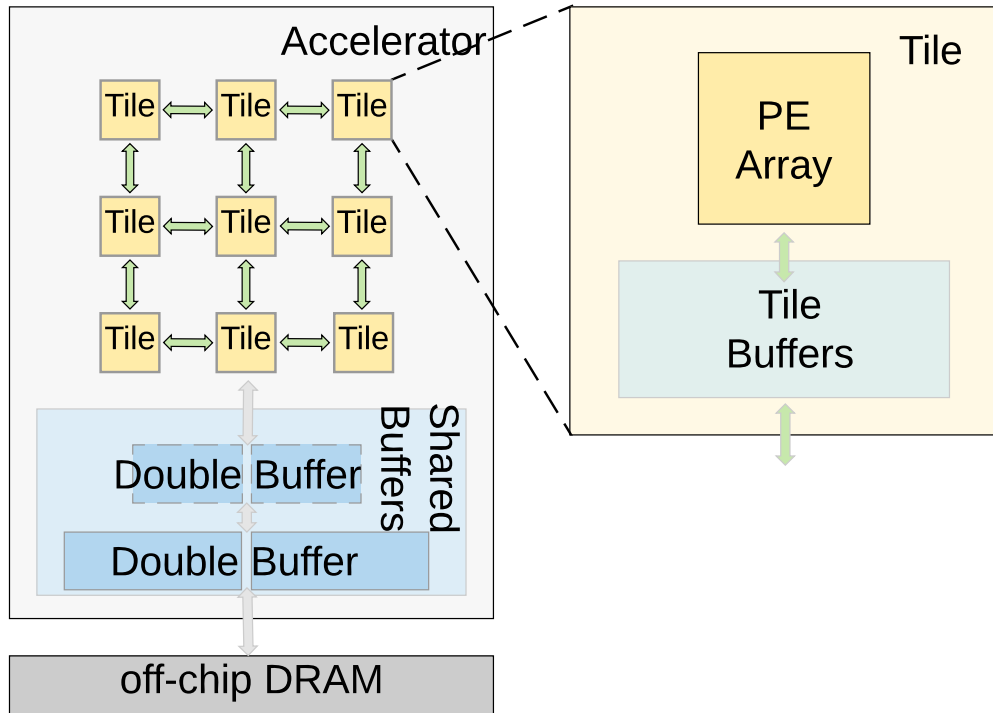 Accelerator
Tile Tile Tile
Tile Tile Tile
Tile Tile Tile
Shared
Buffers
Double Buffer
Double Buffer
off-chip DRAM
Tile
PE
Array
Tile
Buffers